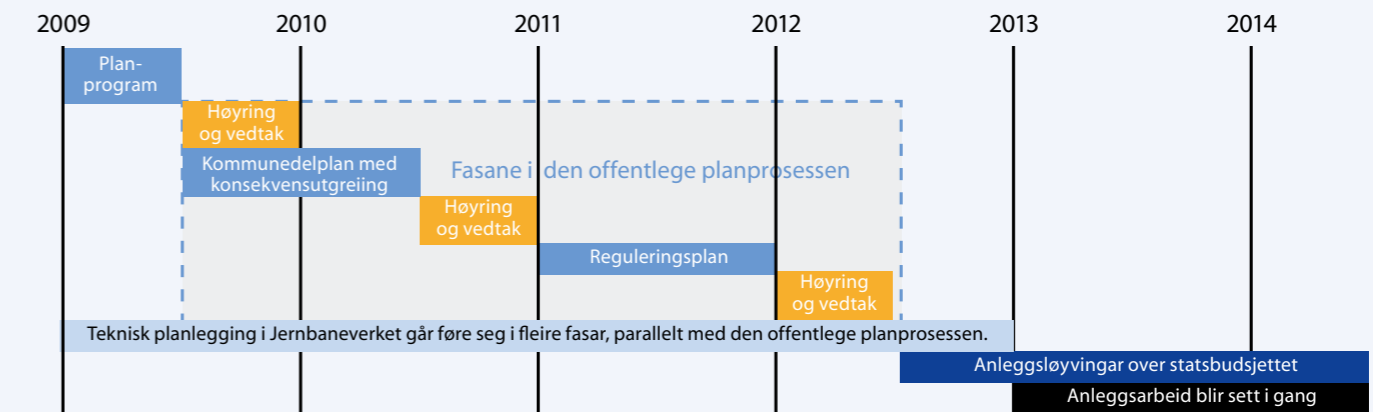 2009 2010 2011 2012 2013 2014
Plan-
program
Høyring
og vedtak
Kommunedelplan med
konsekvensutgreiing
Fasane i den offentlege planprosessen
Høyring
og vedtak
Reguleringsplan
Høyring
og vedtak
Teknisk planlegging i Jernbaneverket går føre seg i fleire fasar, parallelt med den offentlege planprosessen.
Anleggsløyvingar over statsbudsjettet
Anleggsarbeid blir sett i gang